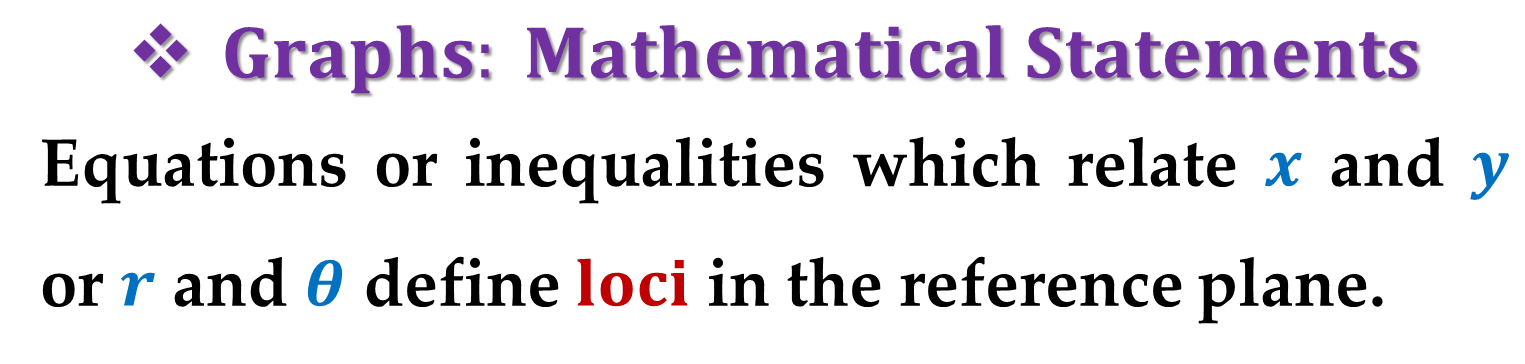 ❖ Graphs: Mathematical Statements
Equations or inequalities which relate x and y
or r and θ define loci in the reference plane.